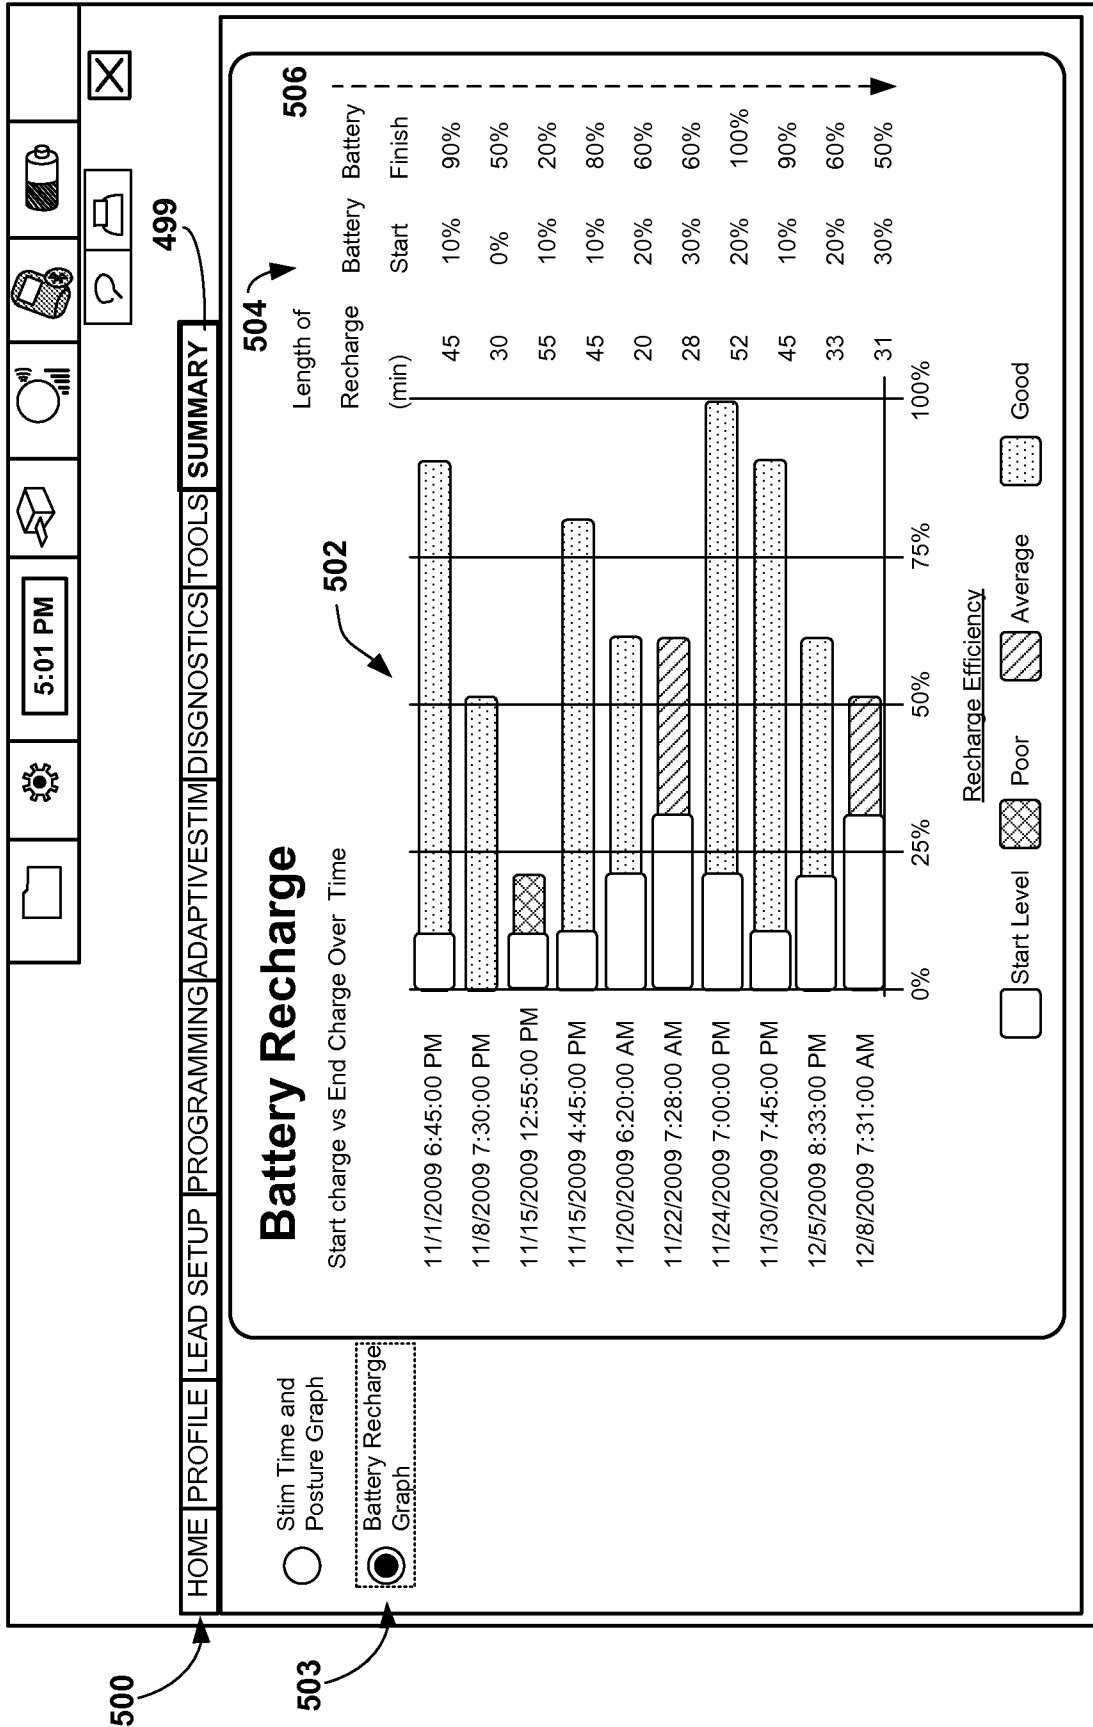 5:01 PM
500
HOME
PROFILE
LEAD SETUP
PROGRAMMING
ADAPTIVESTIM
DISGNOSTICS
TOOLS
SUMMARY
499
503
Stim Time and
Posture Graph
Battery Recharge
Graph
Battery Recharge
Start charge vs End Charge Over Time
502
504
506
Length of
Recharge
(min)
Battery
Start
Battery
Finish
11/1/2009 6:45:00 PM 45 10% 90%
11/8/2009 7:30:00 PM 30 0% 50%
11/15/2009 12:55:00 PM 55 10% 20%
11/15/2009 4:45:00 PM 45 10% 80%
11/20/2009 6:20:00 AM 20 20% 60%
11/22/2009 7:28:00 AM 28 30% 60%
11/24/2009 7:00:00 PM 52 20% 100%
11/30/2009 7:45:00 PM 45 10% 90%
12/5/2009 8:33:00 PM 33 20% 60%
12/8/2009 7:31:00 AM 31 30% 50%
0% 25% 50% 75% 100%
Recharge Efficiency
Start Level Poor Average Good